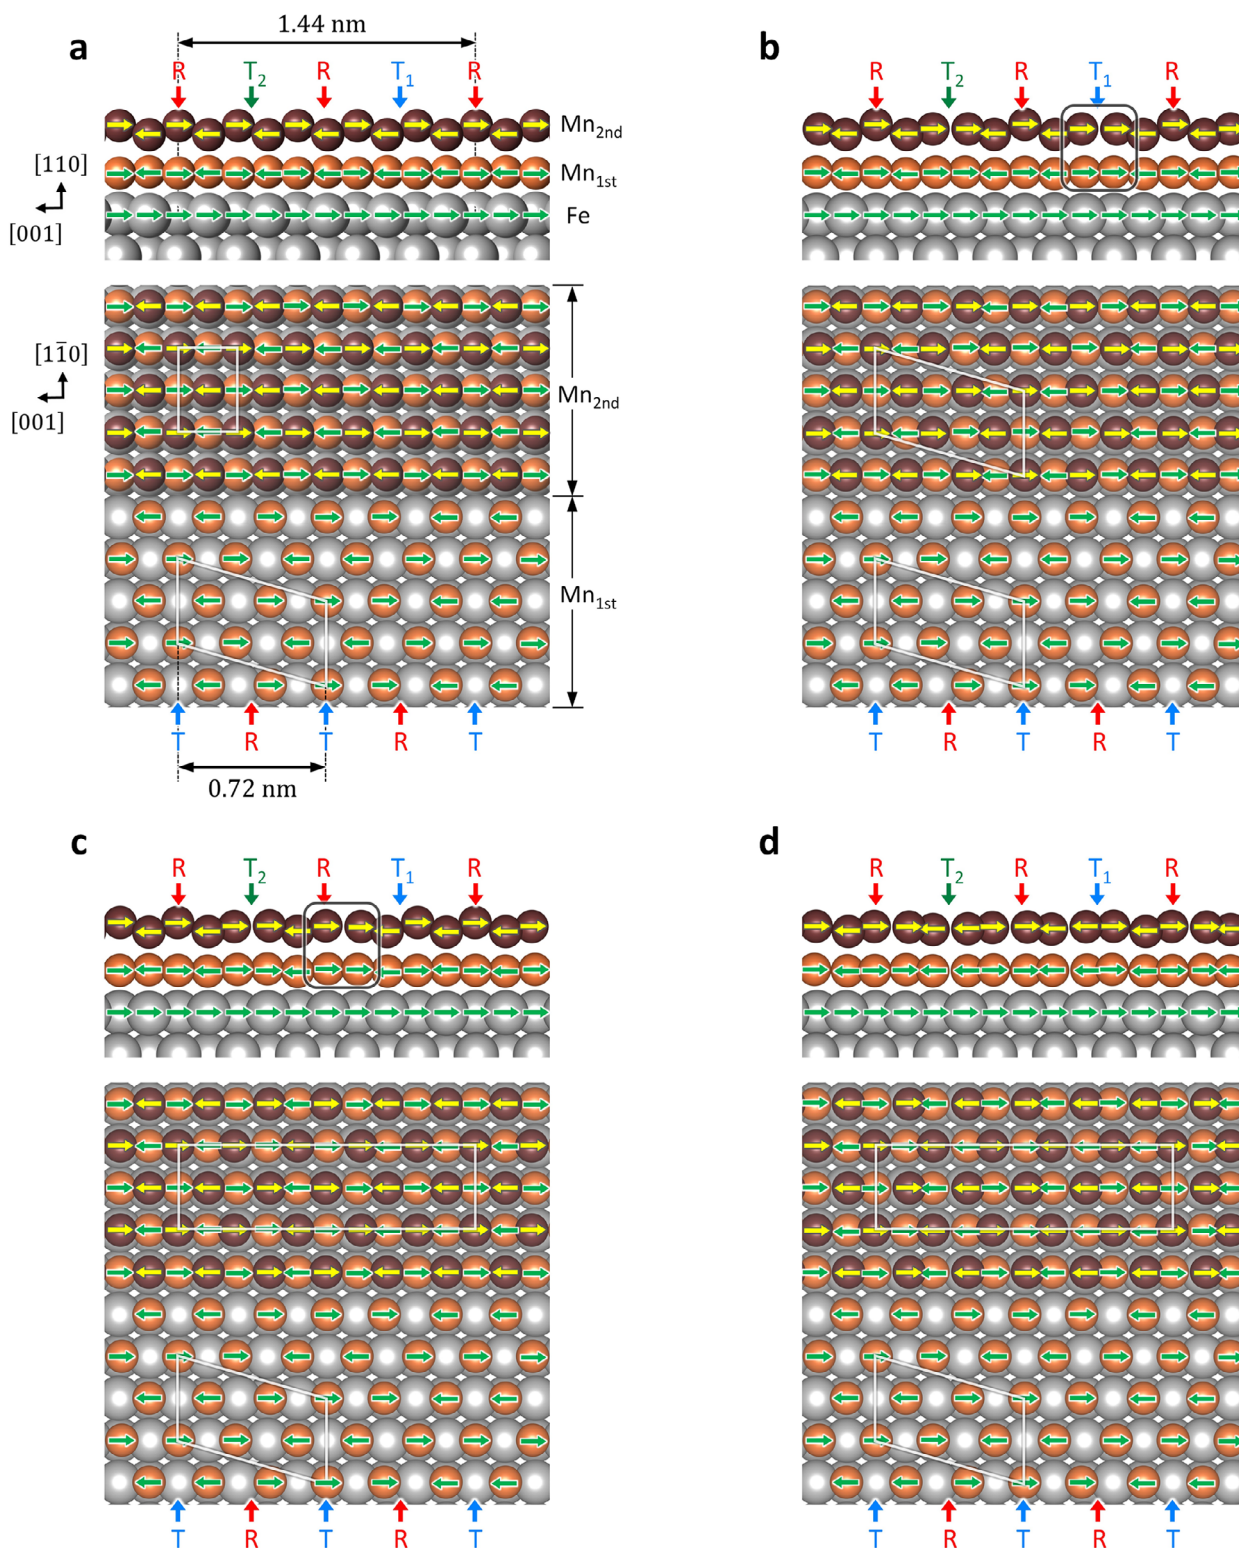 a
1.44 nm
R T₂ R T₁ R
Mn₂ₙd
[110]
Mn₁ₛₜ
[001]
Fe
[11̅0]
[001]
Mn₂ₙd
Mn₁ₛₜ
T R T R T
0.72 nm
b
R T₂ R T₁ R
T R T R T
c
R T₂ R T₁ R
T R T R T
d
R T₂ R T₁ R
T R T R T